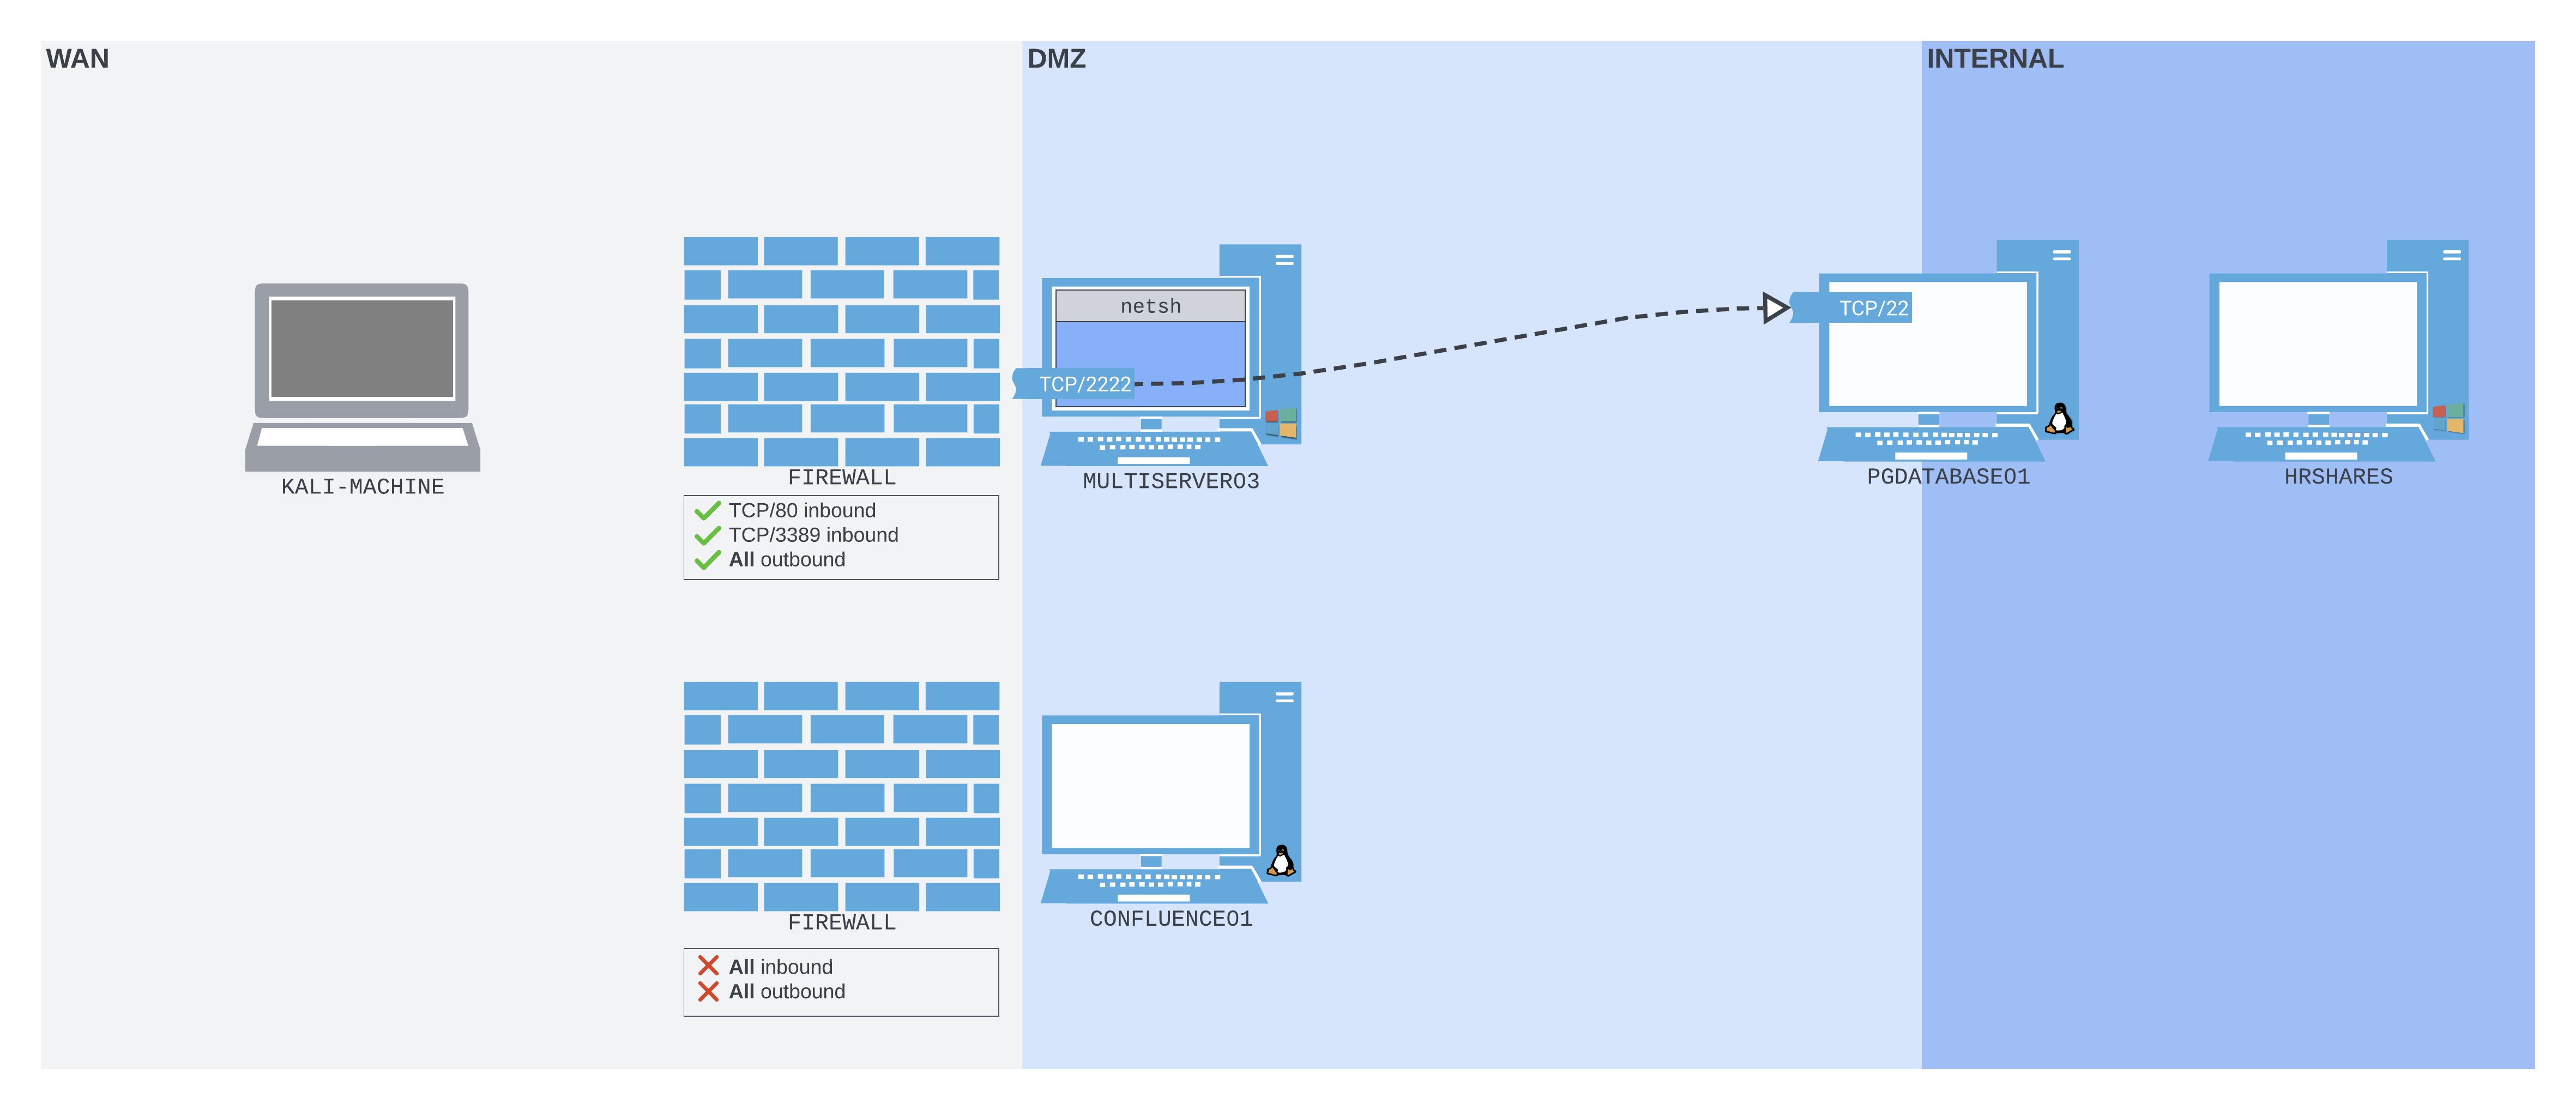 WAN
DMZ
INTERNAL
netsh
TCP/2222
TCP/22
KALI-MACHINE
FIREWALL
MULTISERVER03
PGDATABASE01
HRSHARES
TCP/80 inbound
TCP/3389 inbound
All outbound
FIREWALL
CONFLUENCE01
All inbound
All outbound